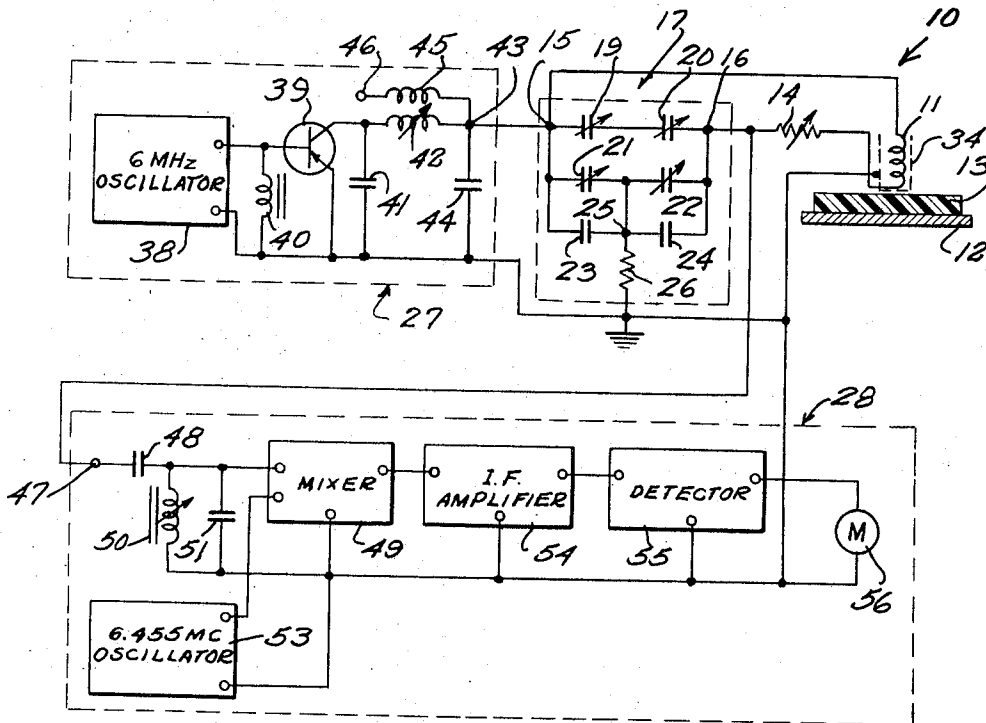 46 45 43 15 17 19 20 16 10
39 14 11
34
13
6 MHz
OSCILLATOR
42 21
41 22
40 44 25 12
38 23 24
26
27
28
48
47
MIXER
I.F.
AMPLIFIER
DETECTOR
M
50 51 49 54 55
56
6.455 MC
OSCILLATOR
53